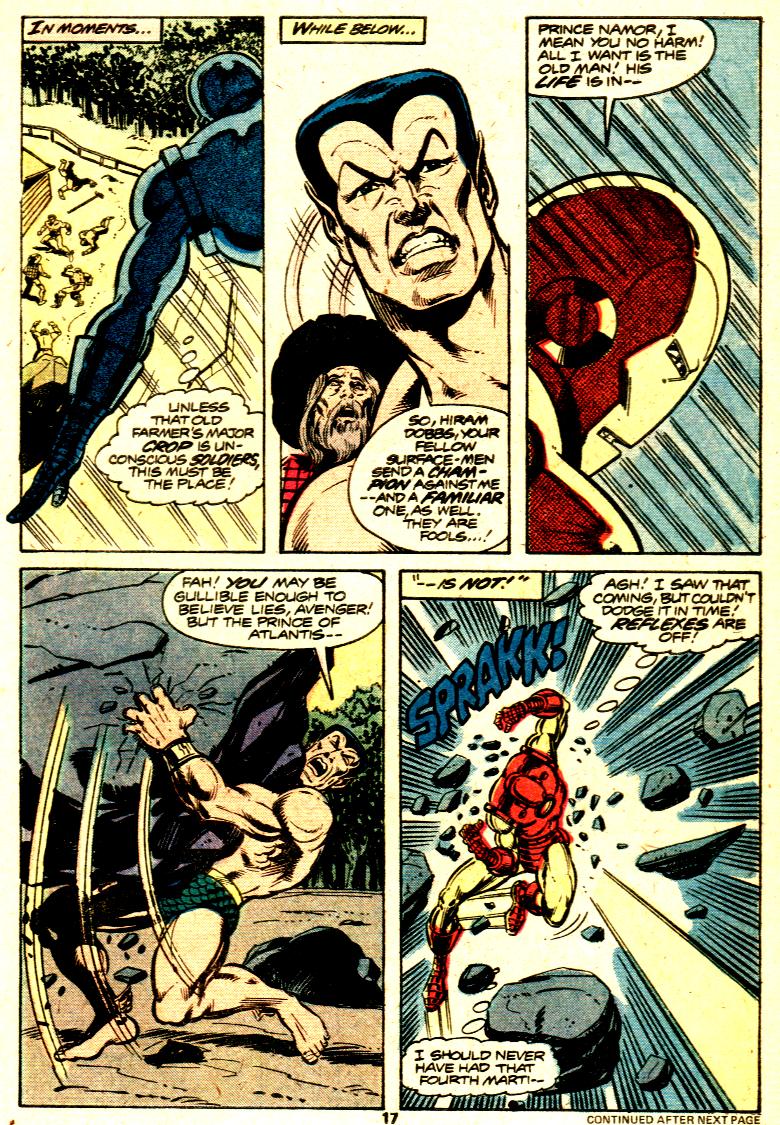 IN MOMENTS...
UNLESS
THAT OLD
FARMER'S MAJOR
CROP IS UN-
CONSCIOUS SOLDIERS,
THIS MUST BE
THE PLACE!
WHILE BELOW...
SO, HIRAM
DOBBS, YOUR
FELLOW
SURFACE-MEN
SEND A CHAM-
PION AGAINST ME
--AND A FAMILIAR
ONE, AS WELL.
THEY ARE
FOOLS...!
PRINCE NAMOR, I
MEAN YOU NO HARM!
ALL I WANT IS THE
OLD MAN! HIS
LIFE IS IN--
FAH! YOU MAY BE
GULLIBLE ENOUGH TO
BELIEVE LIES, AVENGER!
BUT THE PRINCE OF
ATLANTIS--
"--IS NOT!"
AGH! I SAW THAT
COMING, BUT COULDN'T
DODGE IT IN TIME!
REFLEXES ARE
OFF!
SPRAKK!
I SHOULD NEVER
HAVE HAD THAT
FOURTH MARTI--
17
CONTINUED AFTER NEXT PAGE